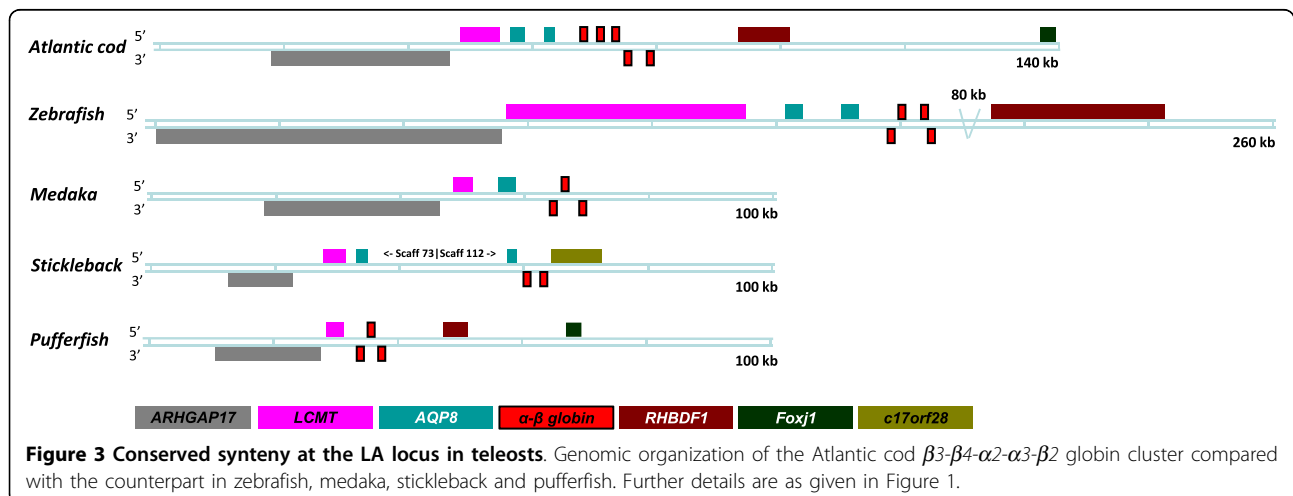 Atlantic cod
5’
3’
140 kb
Zebrafish
5’
3’
80 kb
260 kb
Medaka
5’
3’
100 kb
Stickleback
5’
3’
<- Scaff 73|Scaff 112 ->
100 kb
Pufferfish
5’
3’
100 kb
ARHGAP17 LCMT AQP8 α-β globin RHBDF1 Foxj1 c17orf28
Figure 3 Conserved synteny at the LA locus in teleosts. Genomic organization of the Atlantic cod β3-β4-α2-α3-β2 globin cluster compared
with the counterpart in zebrafish, medaka, stickleback and pufferfish. Further details are as given in Figure 1.